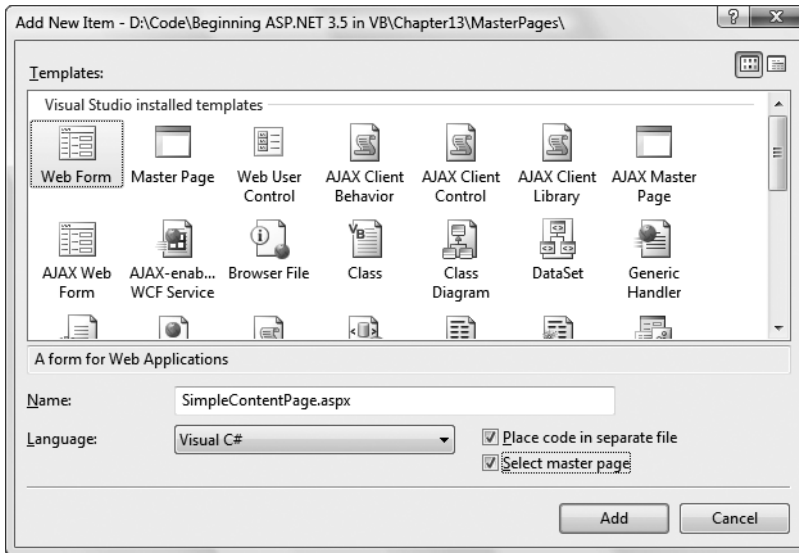 Add New Item - D:\Code\Beginning ASP.NET 3.5 in VB\Chapter13\MasterPages\
Templates:
Visual Studio installed templates
Web Form
Master Page
Web User Control
AJAX Client Behavior
AJAX Client Control
AJAX Client Library
AJAX Master Page
AJAX Web Form
AJAX-enab... WCF Service
Browser File
Class
Class Diagram
DataSet
Generic Handler
A form for Web Applications
Name:
SimpleContentPage.aspx
Language:
Visual C#
Place code in separate file
Select master page
Add
Cancel